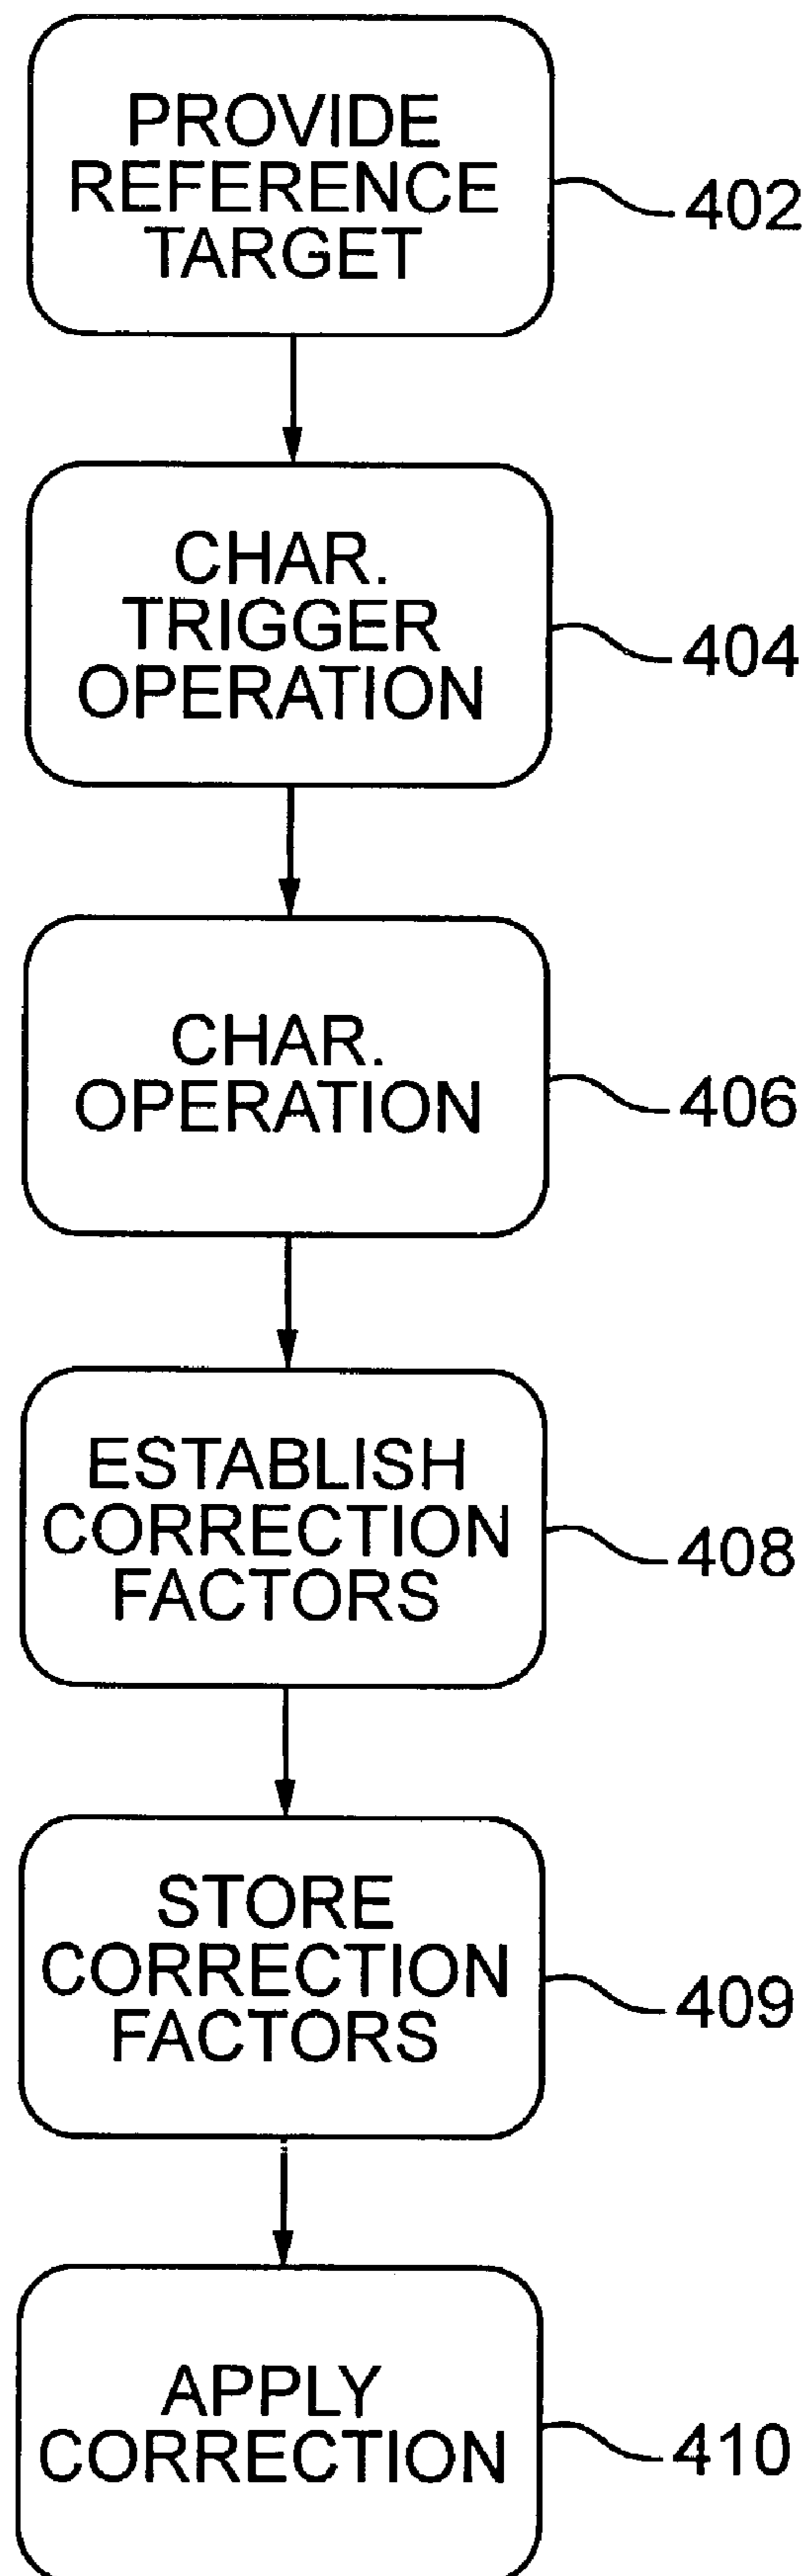 PROVIDE
REFERENCE
TARGET
402
CHAR.
TRIGGER
OPERATION
404
CHAR.
OPERATION
406
ESTABLISH
CORRECTION
FACTORS
408
STORE
CORRECTION
FACTORS
409
APPLY
CORRECTION
410